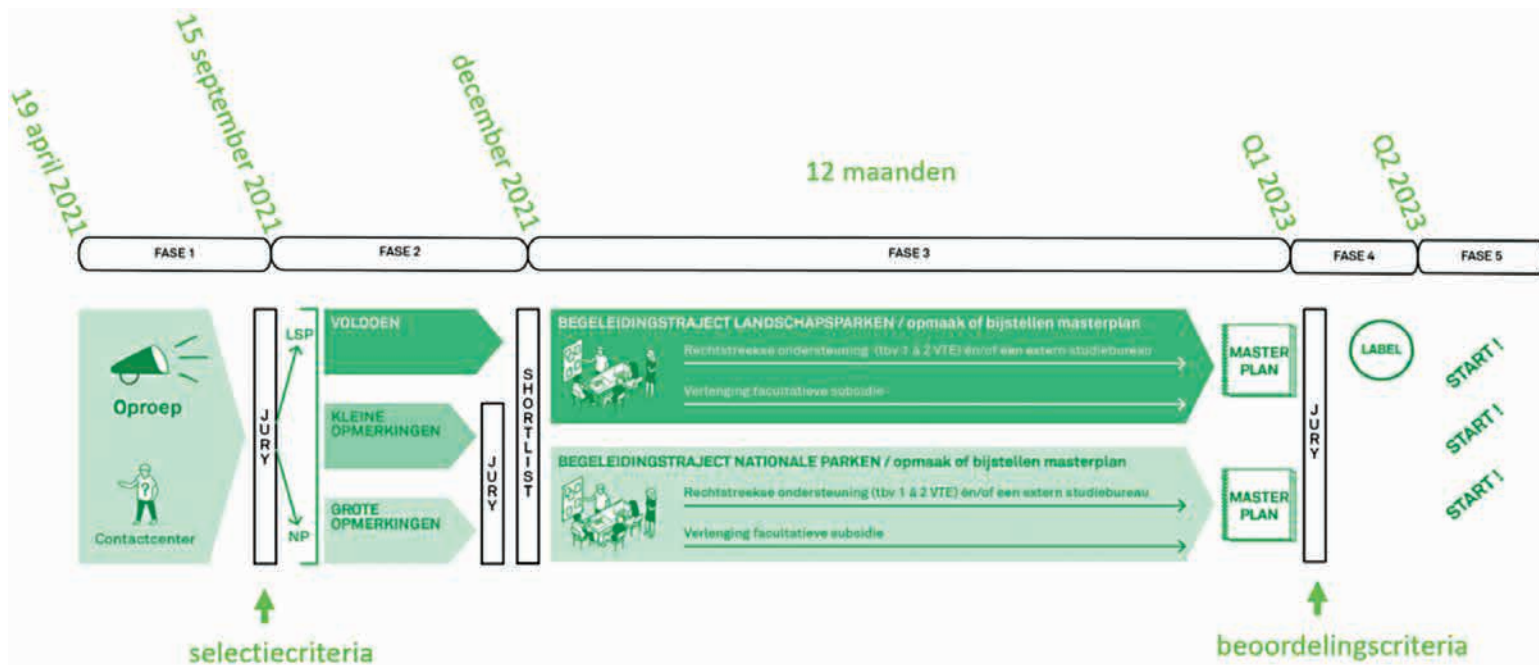 19 april 2021
15 september 2021
december 2021
12 maanden
Q1 2023
Q2 2023
FASE 1
FASE 2
FASE 3
FASE 4
FASE 5
Oproep
?
Contactcenter
JURY
LSP
NP
VOLDOEN
KLEINE
OPMERKINGEN
GROTE
OPMERKINGEN
JURY
SHORTLIST
BEGELEIDINGSTRAJECT LANDSCHAPSPARKEN / opmaak of bijstellen masterplan
Rechtstreekse ondersteuning (tbv 1 à 2 VTE) én/of een extern studiebureau
Verlenging facultatieve subsidie
BEGELEIDINGSTRAJECT NATIONALE PARKEN / opmaak of bijstellen masterplan
Rechtstreekse ondersteuning (tbv 1 à 2 VTE) én/of een extern studiebureau
Verlenging facultatieve subsidie
MASTER
PLAN
MASTER
PLAN
JURY
LABEL
START !
START !
START !
selectiecriteria
beoordelingscriteria